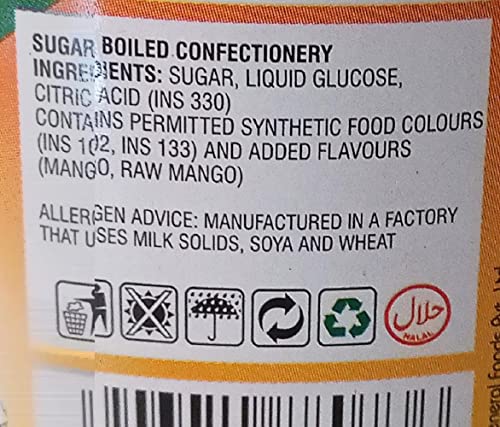 SUGAR BOILED CONFECTIONERY
INGREDIENTS: SUGAR, LIQUID GLUCOSE,
CITRIC ACID (INS 330)
CONTAINS PERMITTED SYNTHETIC FOOD COLOURS
(INS 102, INS 133) AND ADDED FLAVOURS
(MANGO, RAW MANGO)
ALLERGEN ADVICE: MANUFACTURED IN A FACTORY
THAT USES MILK SOLIDS, SOYA AND WHEAT
حلال
HALAL